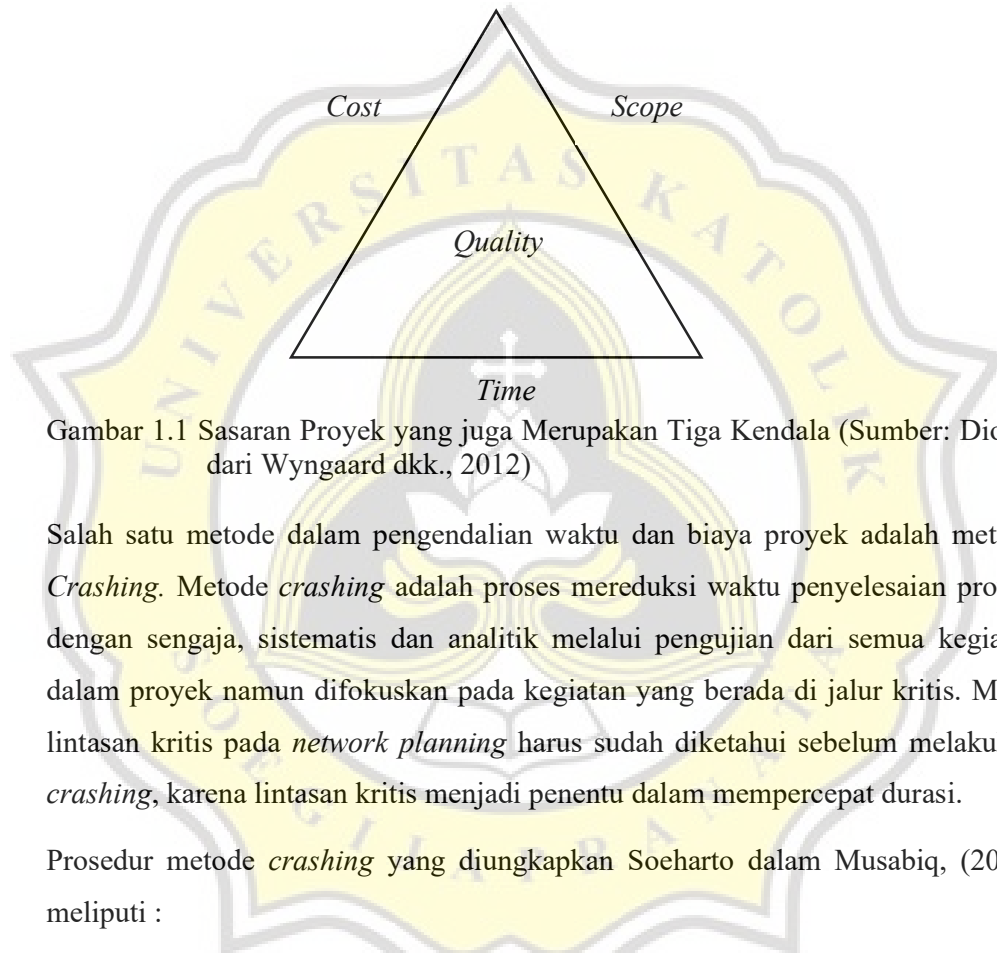 Cost
Scope
Quality
Time
Gambar 1.1 Sasaran Proyek yang juga Merupakan Tiga Kendala (Sumber: Dio
dari Wyngaard dkk., 2012)
Salah satu metode dalam pengendalian waktu dan biaya proyek adalah met
Crashing. Metode crashing adalah proses mereduksi waktu penyelesaian pro
dengan sengaja, sistematis dan analitik melalui pengujian dari semua kegia
dalam proyek namun difokuskan pada kegiatan yang berada di jalur kritis. M
lintasan kritis pada network planning harus sudah diketahui sebelum melaku
crashing, karena lintasan kritis menjadi penentu dalam mempercepat durasi.
Prosedur metode crashing yang diungkapkan Soeharto dalam Musabiq, (20
meliputi :
UNIVERSITAS KATOLIK
SOEGIJAPRANATA